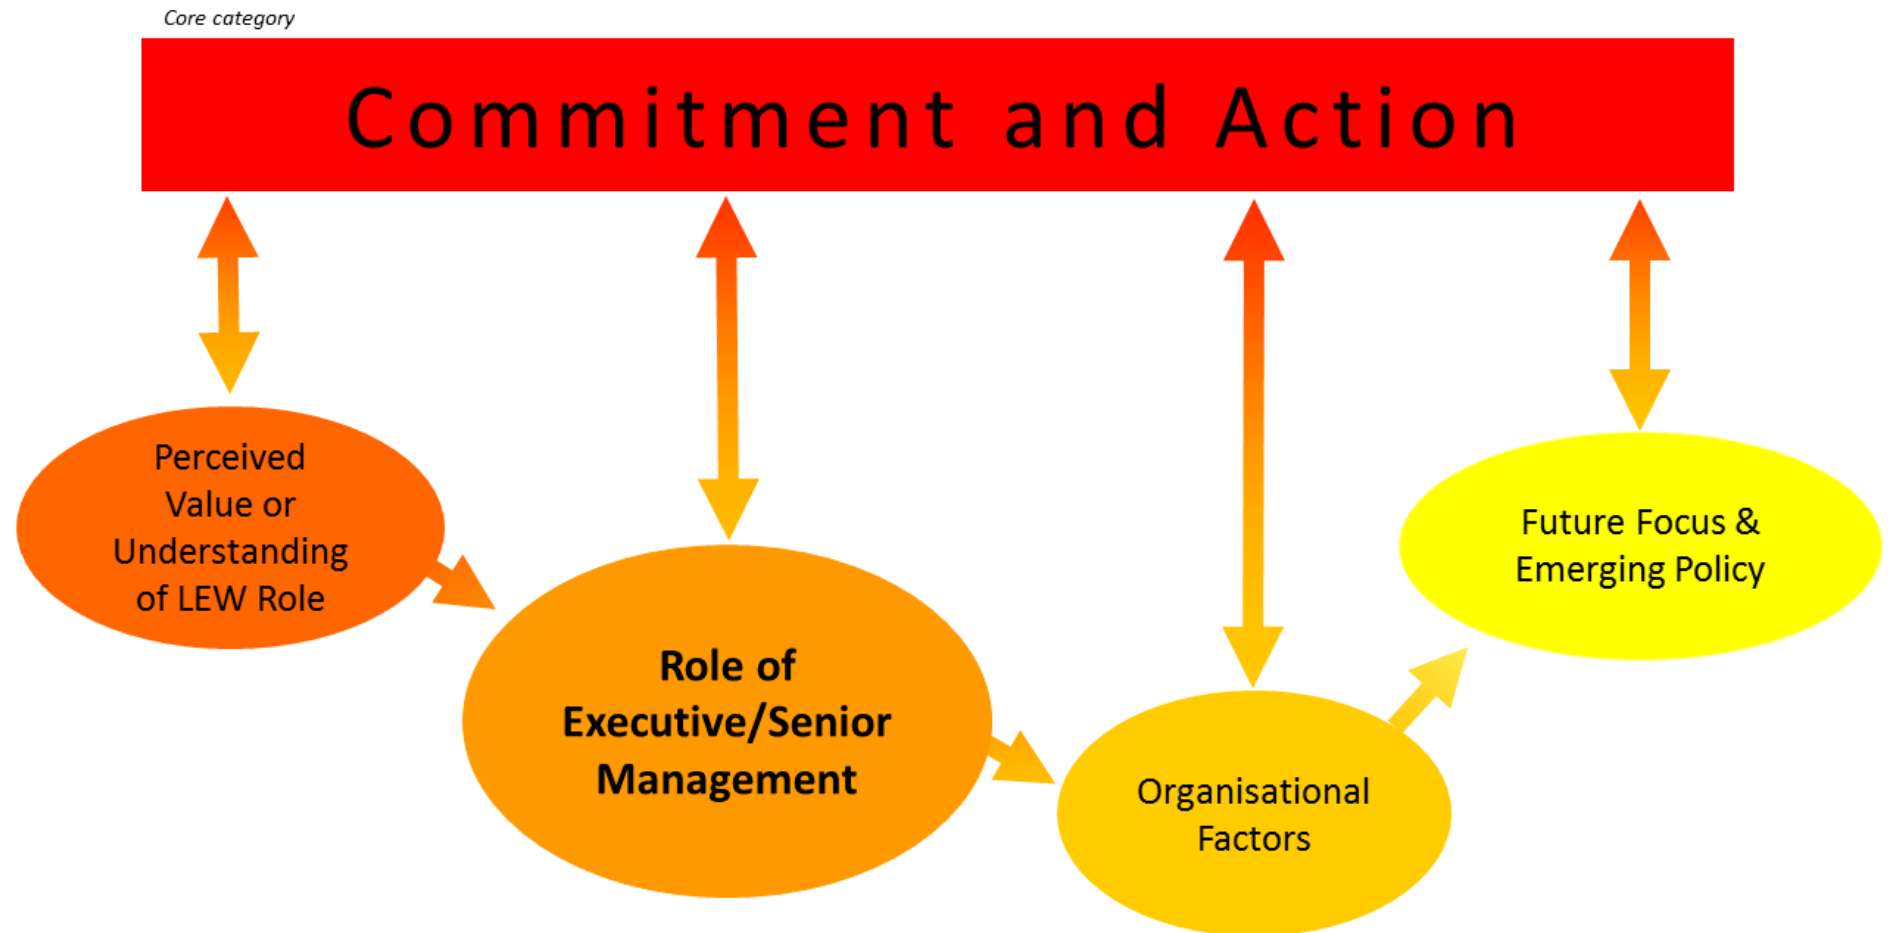 Core category
Commitment and Action
Perceived
Value or
Understanding
of LEW Role
Role of
Executive/Senior
Management
Organisational
Factors
Future Focus &
Emerging Policy